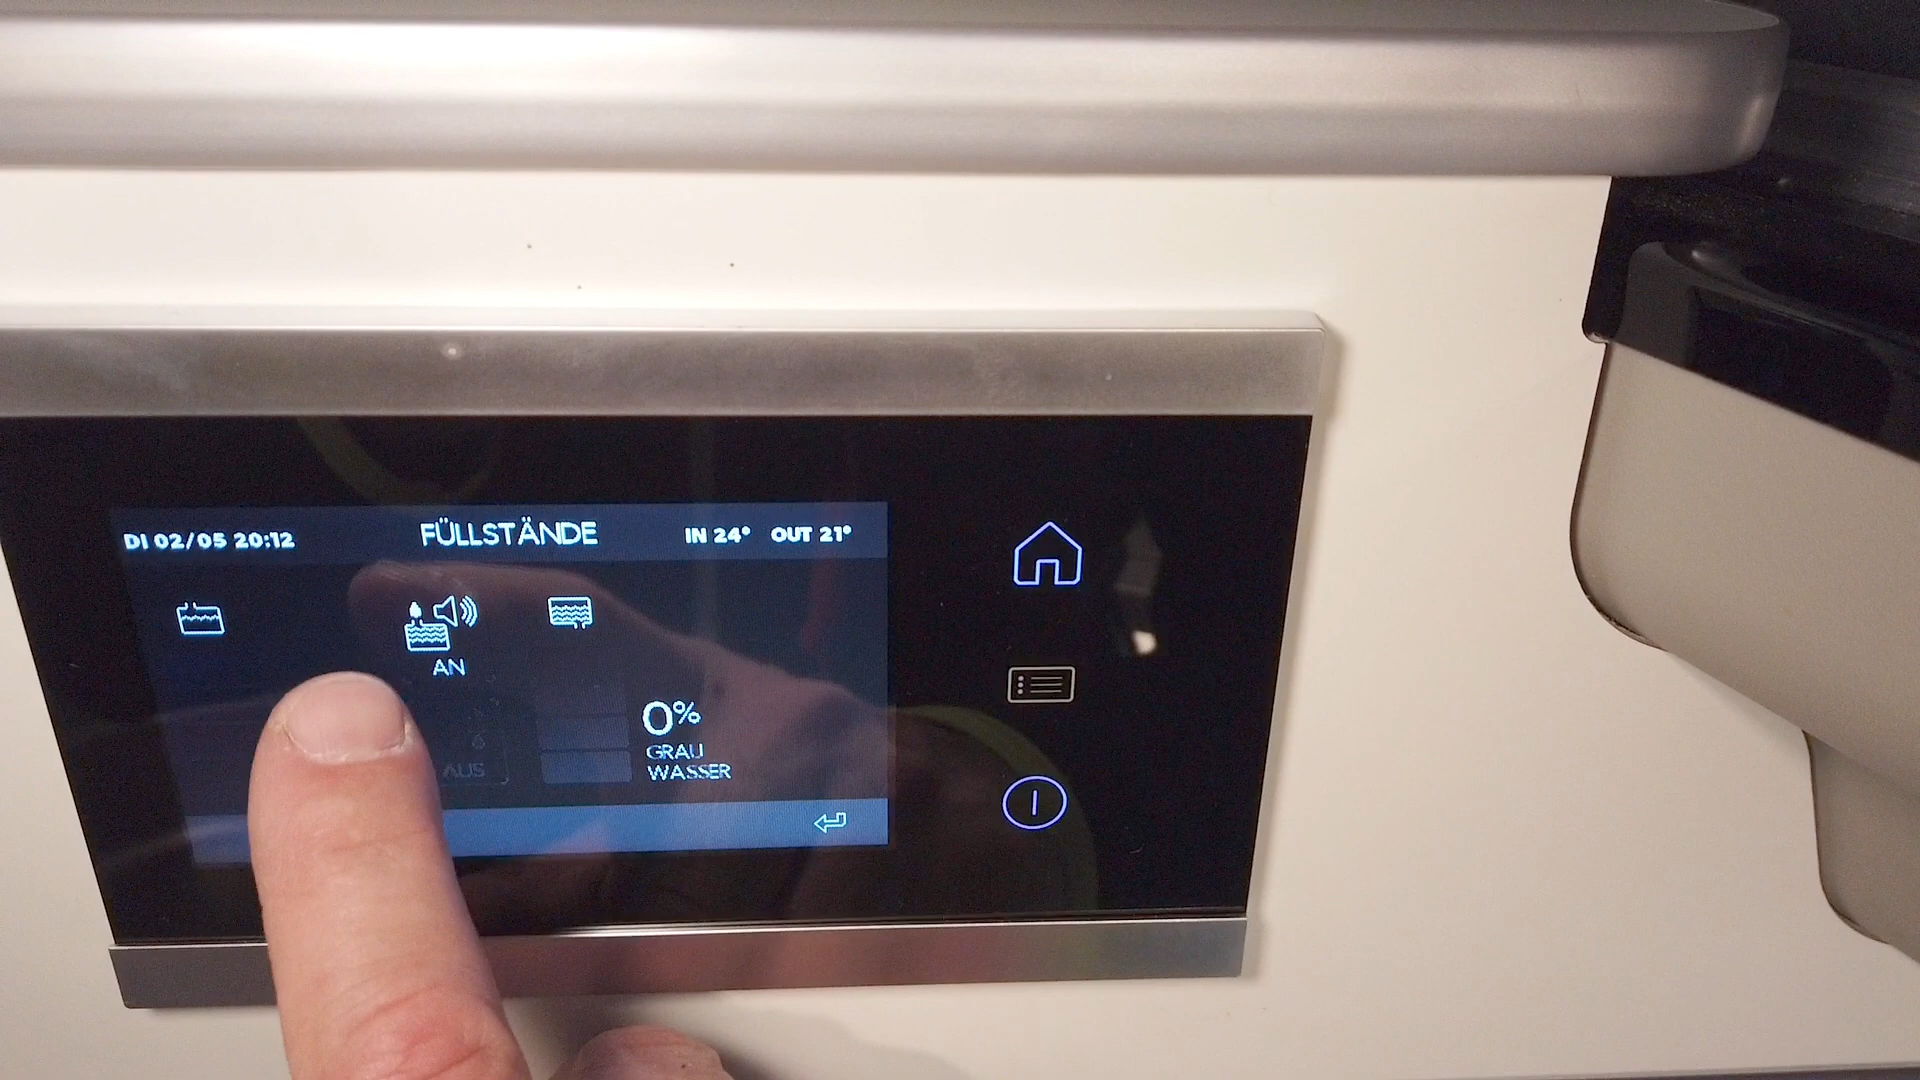 DI 02/05 20:12 FÜLLSTÄNDE IN 24° OUT 21°
AN
0%
GRAU
WASSER
AUS